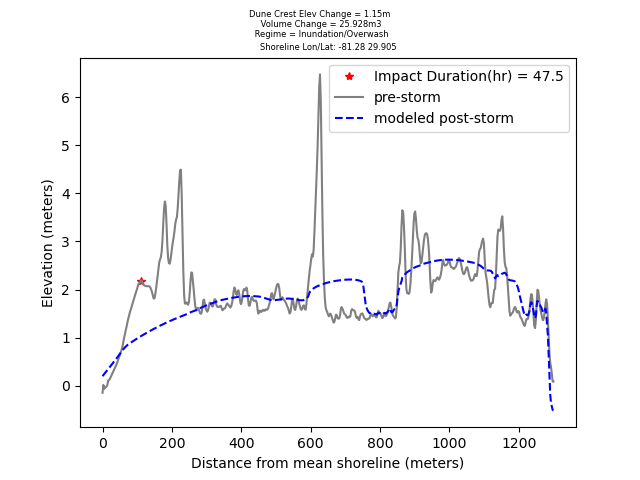 Dune Crest Elev Change = 1.15m
Volume Change = 25.928m3
Regime = Inundation/Overwash
Shoreline Lon/Lat: -81.28 29.905
Impact Duration(hr) = 47.5
pre-storm
modeled post-storm
Elevation (meters)
6
5
4
3
2
1
0
0 200 400 600 800 1000 1200
Distance from mean shoreline (meters)